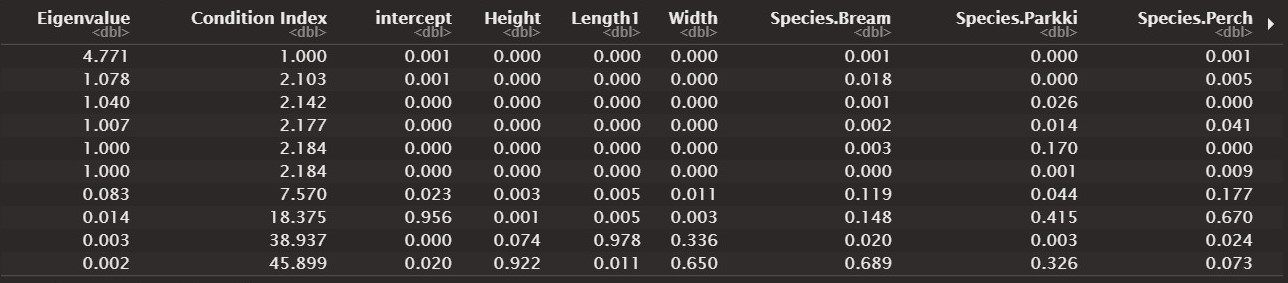 Eigenvalue Condition Index intercept Height Length1 Width Species.Bream Species.Parkki Species.Perch
<dbl> <dbl> <dbl> <dbl> <dbl> <dbl> <dbl> <dbl> <dbl>
4.771 1.000 0.001 0.000 0.000 0.000 0.001 0.000 0.001
1.078 2.103 0.001 0.000 0.000 0.000 0.018 0.000 0.005
1.040 2.142 0.000 0.000 0.000 0.000 0.001 0.026 0.000
1.007 2.177 0.000 0.000 0.000 0.000 0.002 0.014 0.041
1.000 2.184 0.000 0.000 0.000 0.000 0.003 0.170 0.000
1.000 2.184 0.000 0.000 0.000 0.000 0.000 0.001 0.009
0.083 7.570 0.023 0.003 0.005 0.011 0.119 0.044 0.177
0.014 18.375 0.956 0.001 0.005 0.003 0.148 0.415 0.670
0.003 38.937 0.000 0.074 0.978 0.336 0.020 0.003 0.024
0.002 45.899 0.020 0.922 0.011 0.650 0.689 0.326 0.073